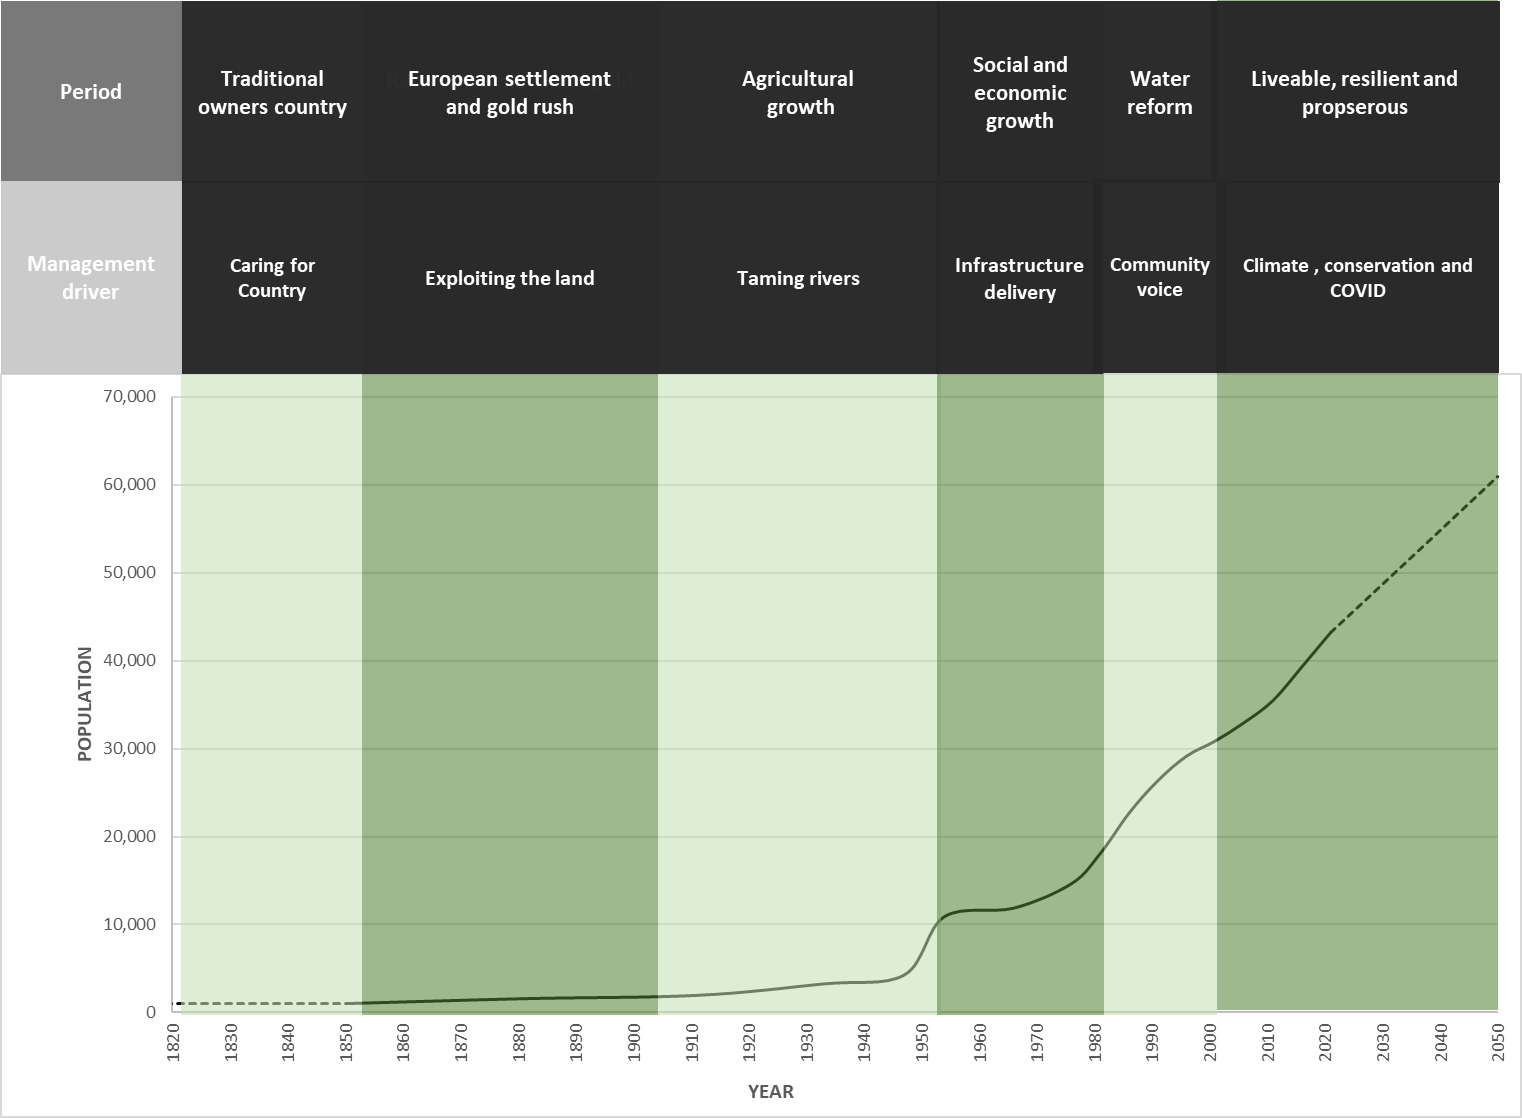 Period
Traditional
owners country
European settlement
and gold rush
Agricultural
growth
Social and
economic
growth
Water
reform
Liveable, resilient and
propserous
Management
driver
Caring for
Country
Exploiting the land
Taming rivers
Infrastructure
delivery
Community
voice
Climate , conservation and
COVID
70,000
60,000
50,000
40,000
30,000
20,000
10,000
0
POPULATION
1820 1830 1840 1850 1860 1870 1880 1890 1900 1910 1920 1930 1940 1950 1960 1970 1980 1990 2000 2010 2020 2030 2040 2050
YEAR